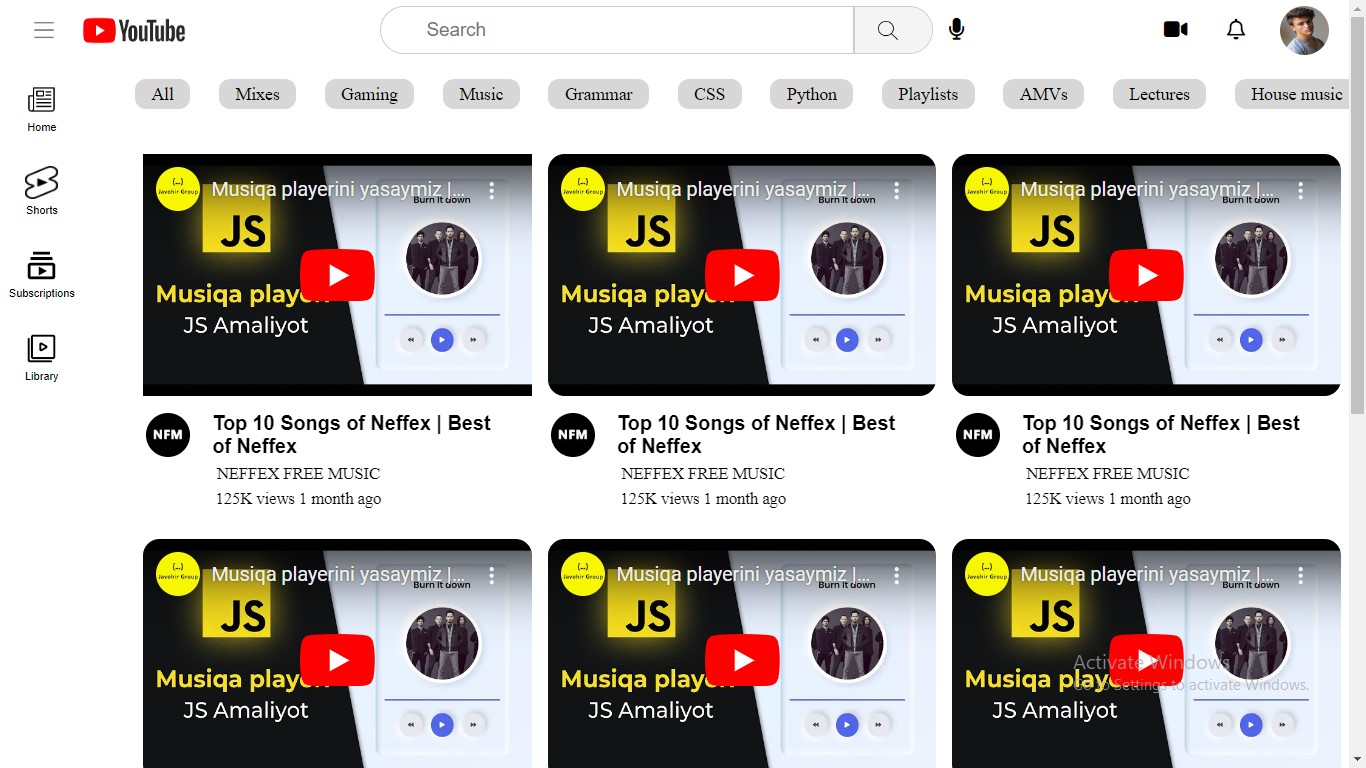 YouTube
Search
All
Mixes
Gaming
Music
Grammar
CSS
Python
Playlists
AMVs
Lectures
House music
Home
Shorts
Subscriptions
Library
{...}
Javohir Group
Musiqa playerini yasaymiz |...
Burn It down
JS
Musiqa player
JS Amaliyot
{...}
Javohir Group
Musiqa playerini yasaymiz |...
Burn It down
JS
Musiqa player
JS Amaliyot
{...}
Javohir Group
Musiqa playerini yasaymiz |...
Burn It down
JS
Musiqa player
JS Amaliyot
NFM
Top 10 Songs of Neffex | Best
of Neffex
NEFFEX FREE MUSIC
125K views 1 month ago
NFM
Top 10 Songs of Neffex | Best
of Neffex
NEFFEX FREE MUSIC
125K views 1 month ago
NFM
Top 10 Songs of Neffex | Best
of Neffex
NEFFEX FREE MUSIC
125K views 1 month ago
{...}
Javohir Group
Musiqa playerini yasaymiz |...
Burn It down
JS
Musiqa player
JS Amaliyot
{...}
Javohir Group
Musiqa playerini yasaymiz |...
Burn It down
JS
Musiqa player
JS Amaliyot
{...}
Javohir Group
Musiqa playerini yasaymiz |...
Burn It down
JS
Musiqa player
JS Amaliyot
Activate Windows
Go to Settings to activate Windows.